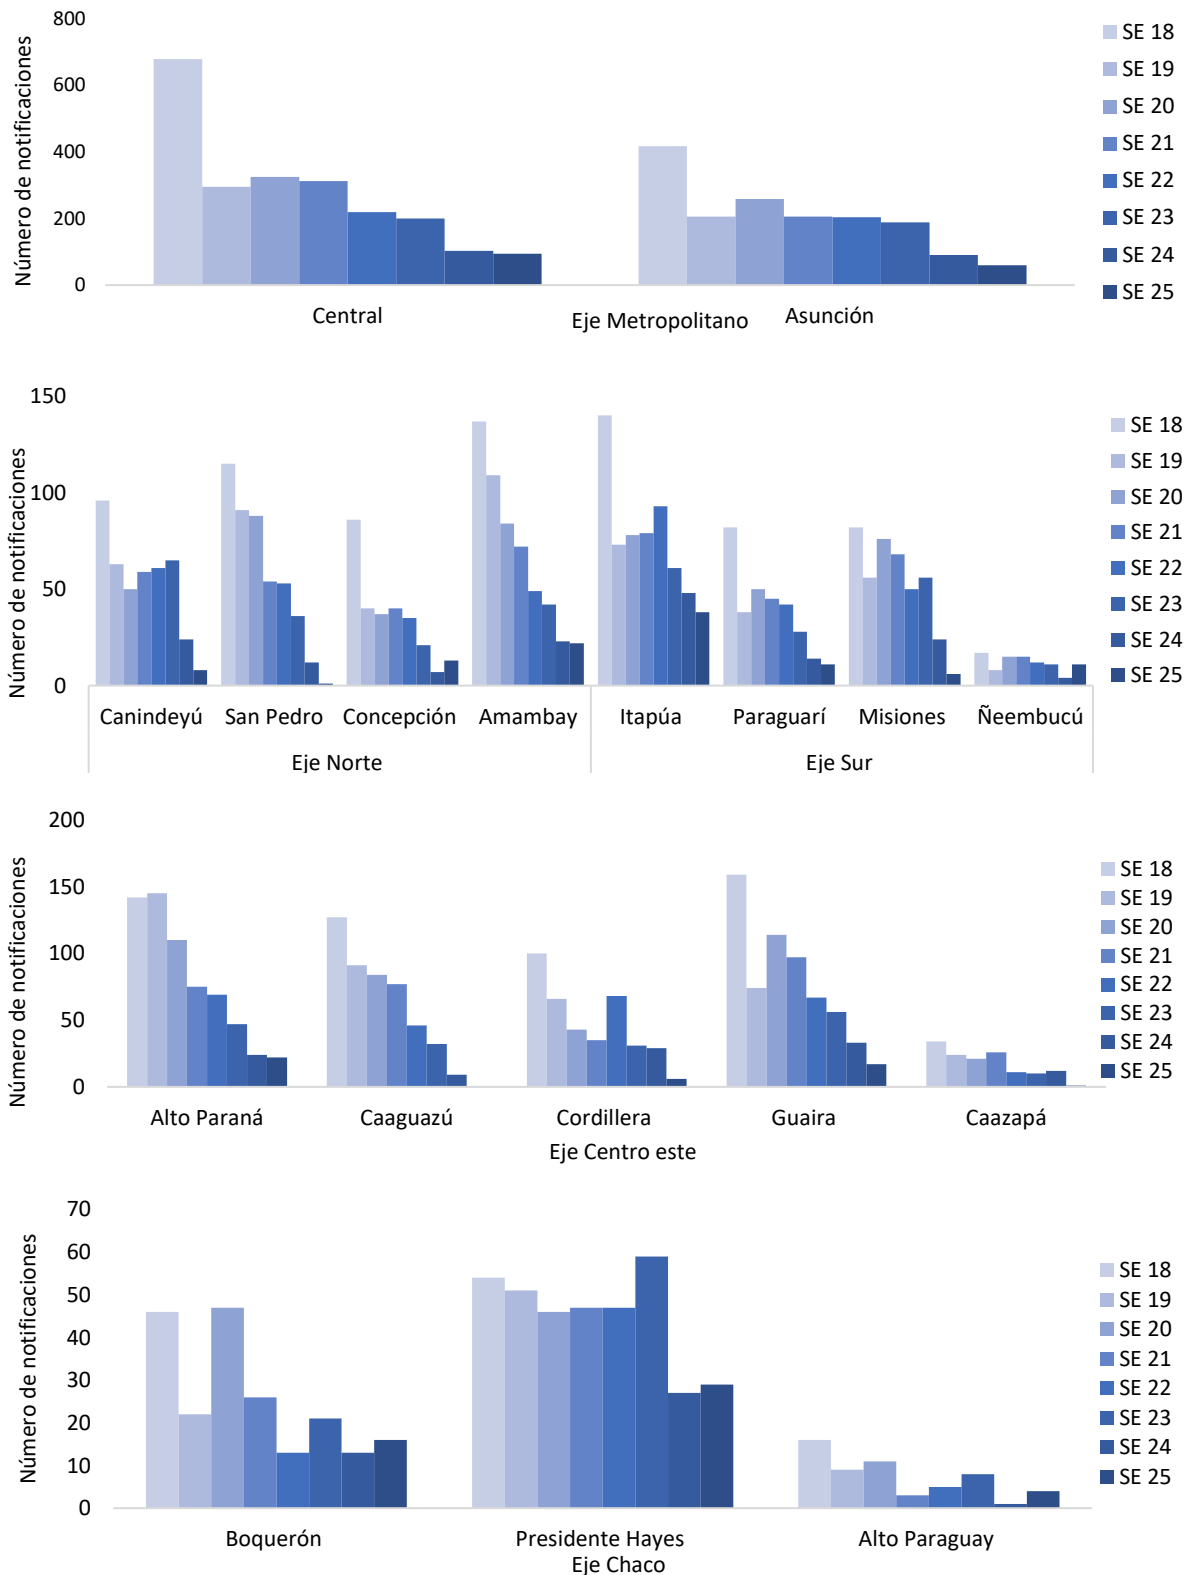 800
600
400
200
0
Número de notificaciones
Central
Asunción
Eje Metropolitano
SE 18
SE 19
SE 20
SE 21
SE 22
SE 23
SE 24
SE 25
150
100
50
0
Número de notificaciones
Canindeyú
San Pedro
Concepción
Amambay
Itapúa
Paraguarí
Misiones
Ñeembucú
Eje Norte
Eje Sur
SE 18
SE 19
SE 20
SE 21
SE 22
SE 23
SE 24
SE 25
200
150
100
50
0
Número de notificaciones
Alto Paraná
Caaguazú
Cordillera
Guaira
Caazapá
Eje Centro este
SE 18
SE 19
SE 20
SE 21
SE 22
SE 23
SE 24
SE 25
70
60
50
40
30
20
10
0
Número de notificaciones
Boquerón
Presidente Hayes
Alto Paraguay
Eje Chaco
SE 18
SE 19
SE 20
SE 21
SE 22
SE 23
SE 24
SE 25